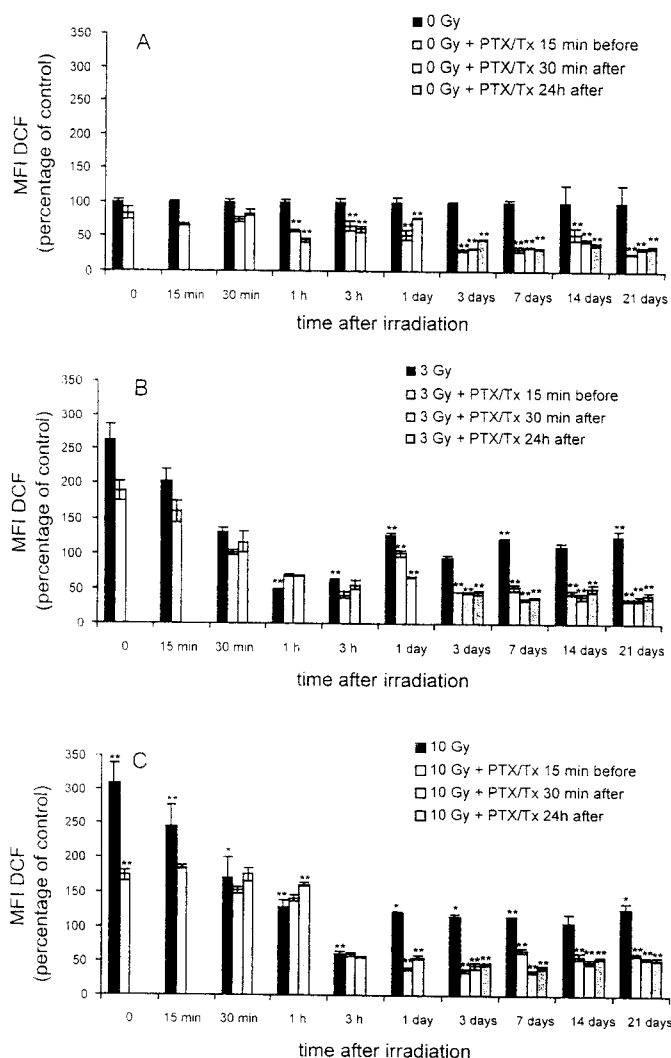 A
0 Gy
0 Gy + PTX/Tx 15 min before
0 Gy + PTX/Tx 30 min after
0 Gy + PTX/Tx 24h after
MFI DCF
(percentage of control)
350
300
250
200
150
100
50
0
** ** ** ** ** ** ** ** ** ** ** ** ** ** ** ** ** **
0 15 min 30 min 1 h 3 h 1 day 3 days 7 days 14 days 21 days
time after irradiation
B
3 Gy
3 Gy + PTX/Tx 15 min before
3 Gy + PTX/Tx 30 min after
3 Gy + PTX/Tx 24h after
MFI DCF
(percentage of control)
350
300
250
200
150
100
50
0
** ** ** ** ** ** ** ** ** ** ** ** ** ** ** ** ** ** **
0 15 min 30 min 1 h 3 h 1 day 3 days 7 days 14 days 21 days
time after irradiation
C
10 Gy
10 Gy + PTX/Tx 15 min before
10 Gy + PTX/Tx 30 min after
10 Gy + PTX/Tx 24h after
MFI DCF
(percentage of control)
350
300
250
200
150
100
50
0
** ** ** * ** ** ** * ** ** * ** ** ** ** ** ** ** ** ** ** * ** ** **
0 15 min 30 min 1 h 3 h 1 day 3 days 7 days 14 days 21 days
time after irradiation